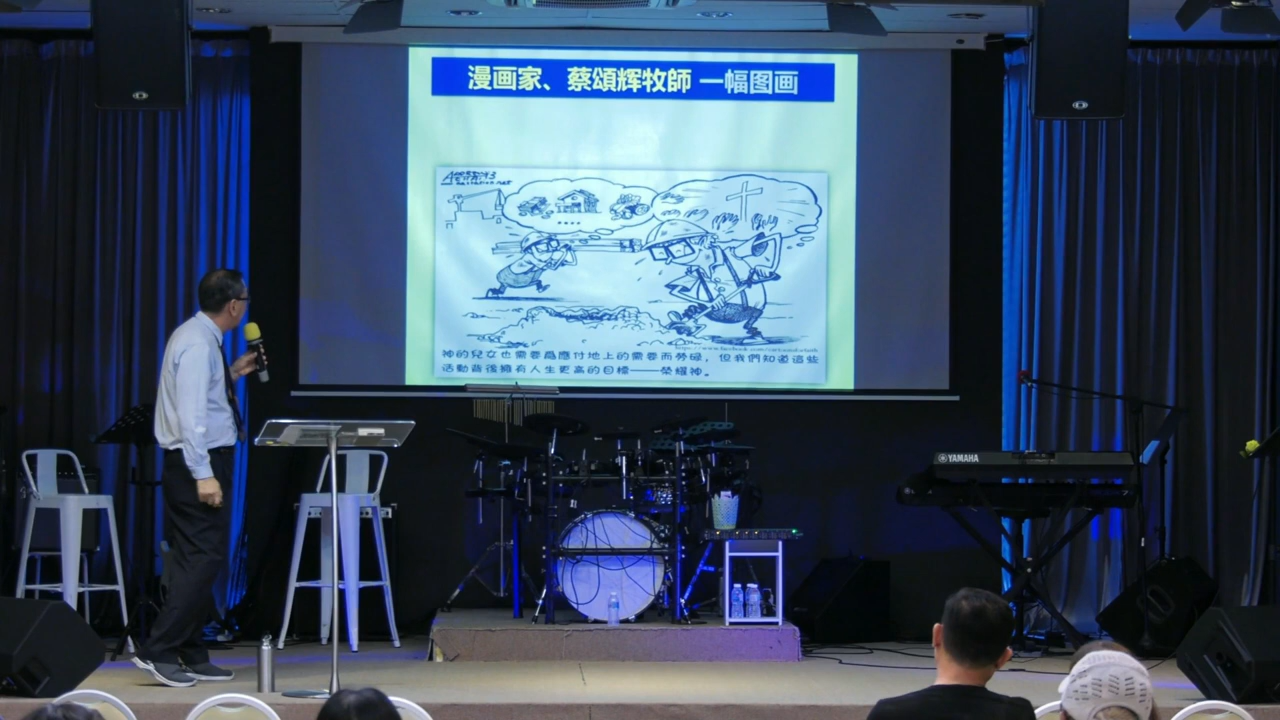 漫画家、蔡頌辉牧師 一幅图画
神的兒女也需要爲應付地上的需要而勞碌，但我們知道這些
活動背後擁有人生更高的目標——榮耀神。
YAMAHA